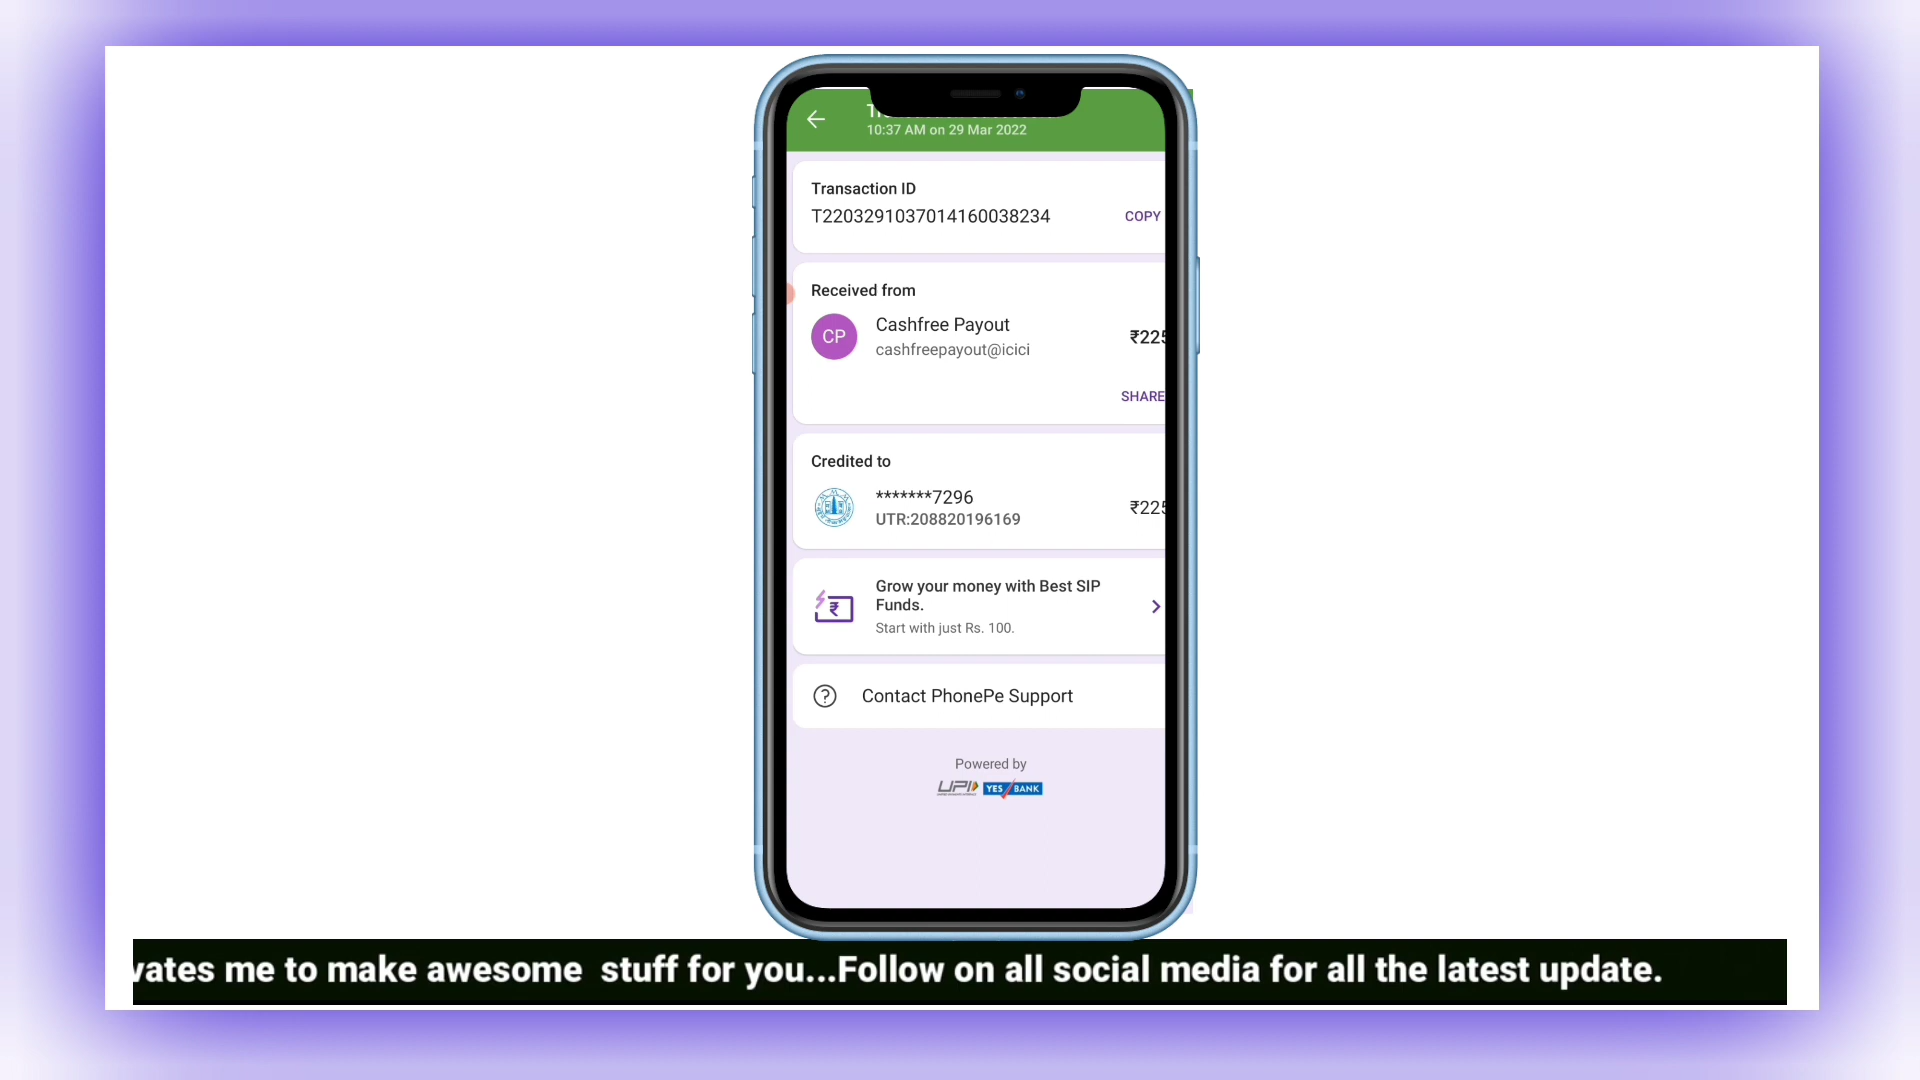 10:37 AM on 29 Mar 2022
Transaction ID
T2203291037014160038234
COPY
Received from
CP
Cashfree Payout
cashfreepayout@icici
₹225
SHARE
Credited to
*******7296
UTR:208820196169
₹225
Grow your money with Best SIP
Funds.
Start with just Rs. 100.
Contact PhonePe Support
Powered by
UPI YES BANK
vates me to make awesome stuff for you...Follow on all social media for all the latest update.